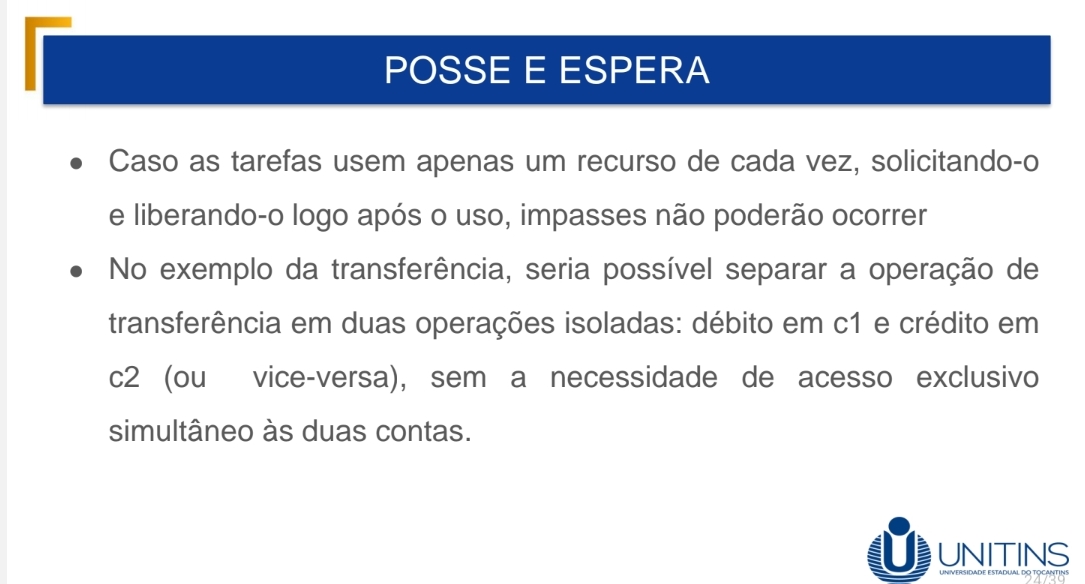 POSSE E ESPERA
● Caso as tarefas usem apenas um recurso de cada vez, solicitando-o
e liberando-o logo após o uso, impasses não poderão ocorrer
● No exemplo da transferência, seria possível separar a operação de
transferência em duas operações isoladas: débito em c1 e crédito em
c2 (ou vice-versa), sem a necessidade de acesso exclusivo
simultâneo às duas contas.
UNITINS
UNIVERSIDADE ESTADUAL DO TOCANTINS
24/39